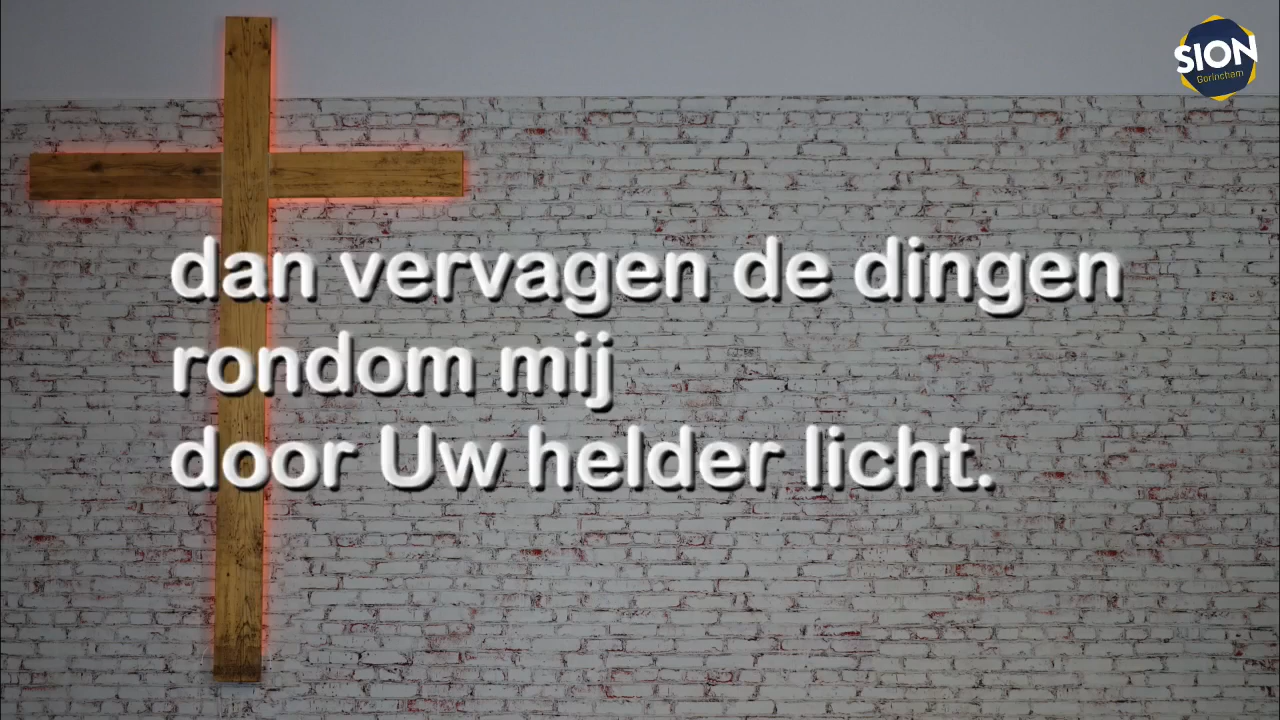 SION
Gorinchem
dan vervagen de dingen
rondom mij
door Uw helder licht.